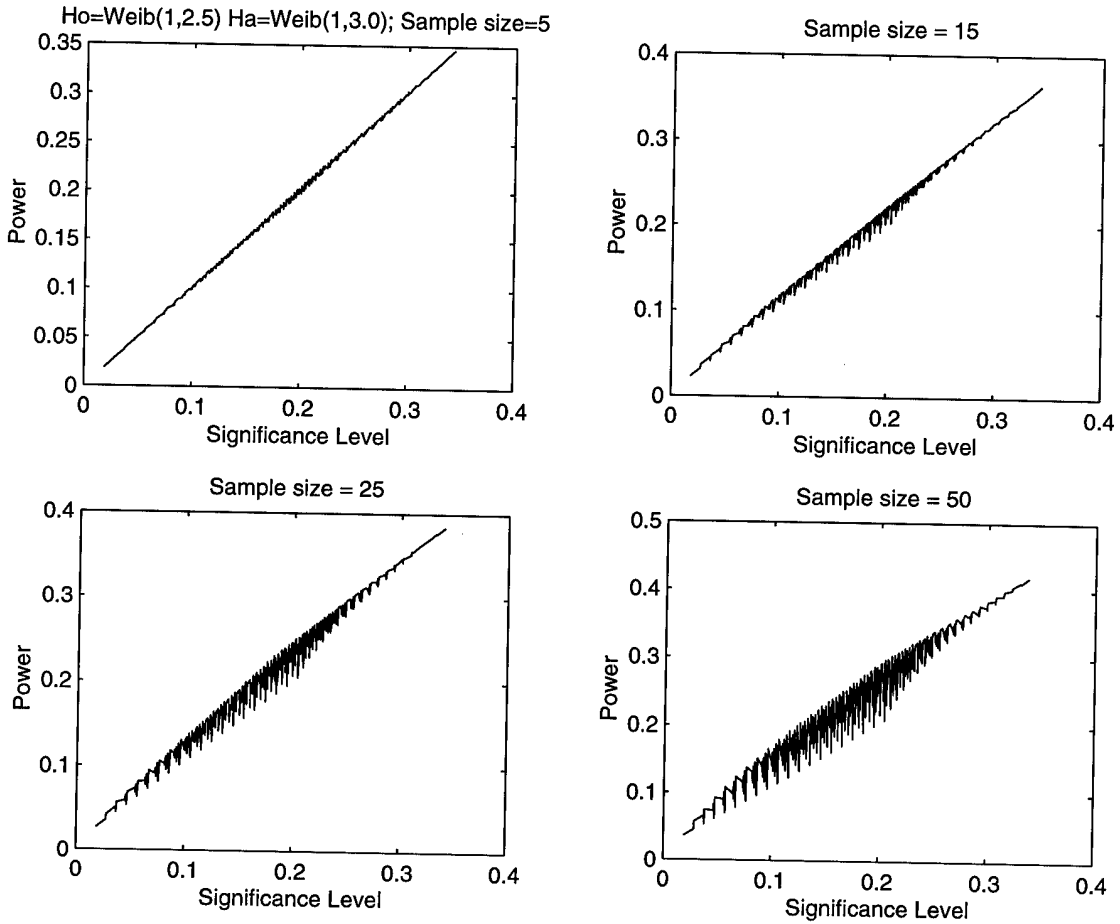 Ho=Weib(1,2.5) Ha=Weib(1,3.0); Sample size=5
0.35
0.3
0.25
0.2
0.15
0.1
0.05
0
Power
0 0.1 0.2 0.3 0.4
Significance Level
Sample size = 15
0.4
0.3
0.2
0.1
0
Power
0 0.1 0.2 0.3 0.4
Significance Level
Sample size = 25
0.4
0.3
0.2
0.1
0
Power
0 0.1 0.2 0.3 0.4
Significance Level
Sample size = 50
0.5
0.4
0.3
0.2
0.1
0
Power
0 0.1 0.2 0.3 0.4
Significance Level